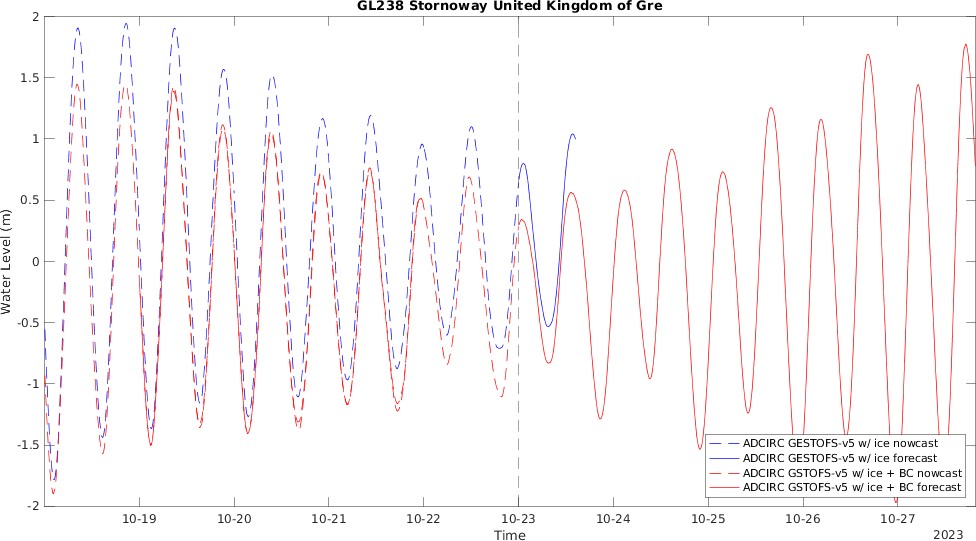 GL238 Stornoway United Kingdom of Gre
2
1.5
1
0.5
0
-0.5
-1
-1.5
-2
Water Level (m)
ADCIRC GESTOFS-v5 w/ ice nowcast
ADCIRC GESTOFS-v5 w/ ice forecast
ADCIRC GSTOFS-v5 w/ ice + BC nowcast
ADCIRC GSTOFS-v5 w/ ice + BC forecast
10-19 10-20 10-21 10-22 10-23 10-24 10-25 10-26 10-27
Time
2023